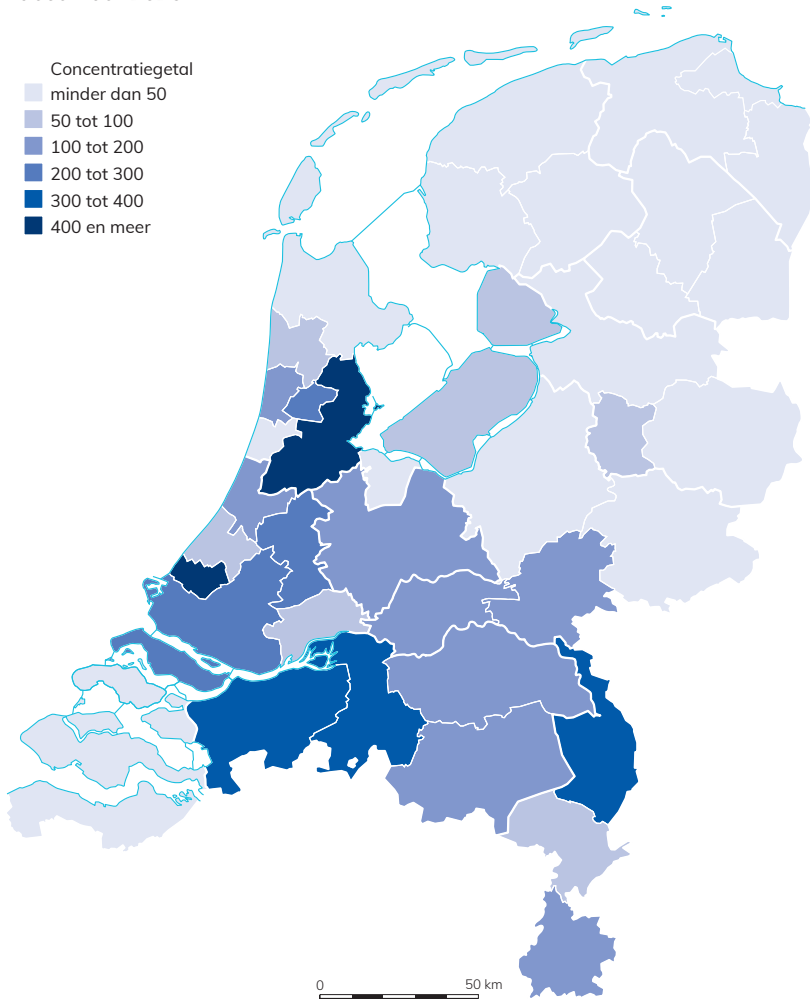 Concentratiegetal
minder dan 50
50 tot 100
100 tot 200
200 tot 300
300 tot 400
400 en meer
0
50 km